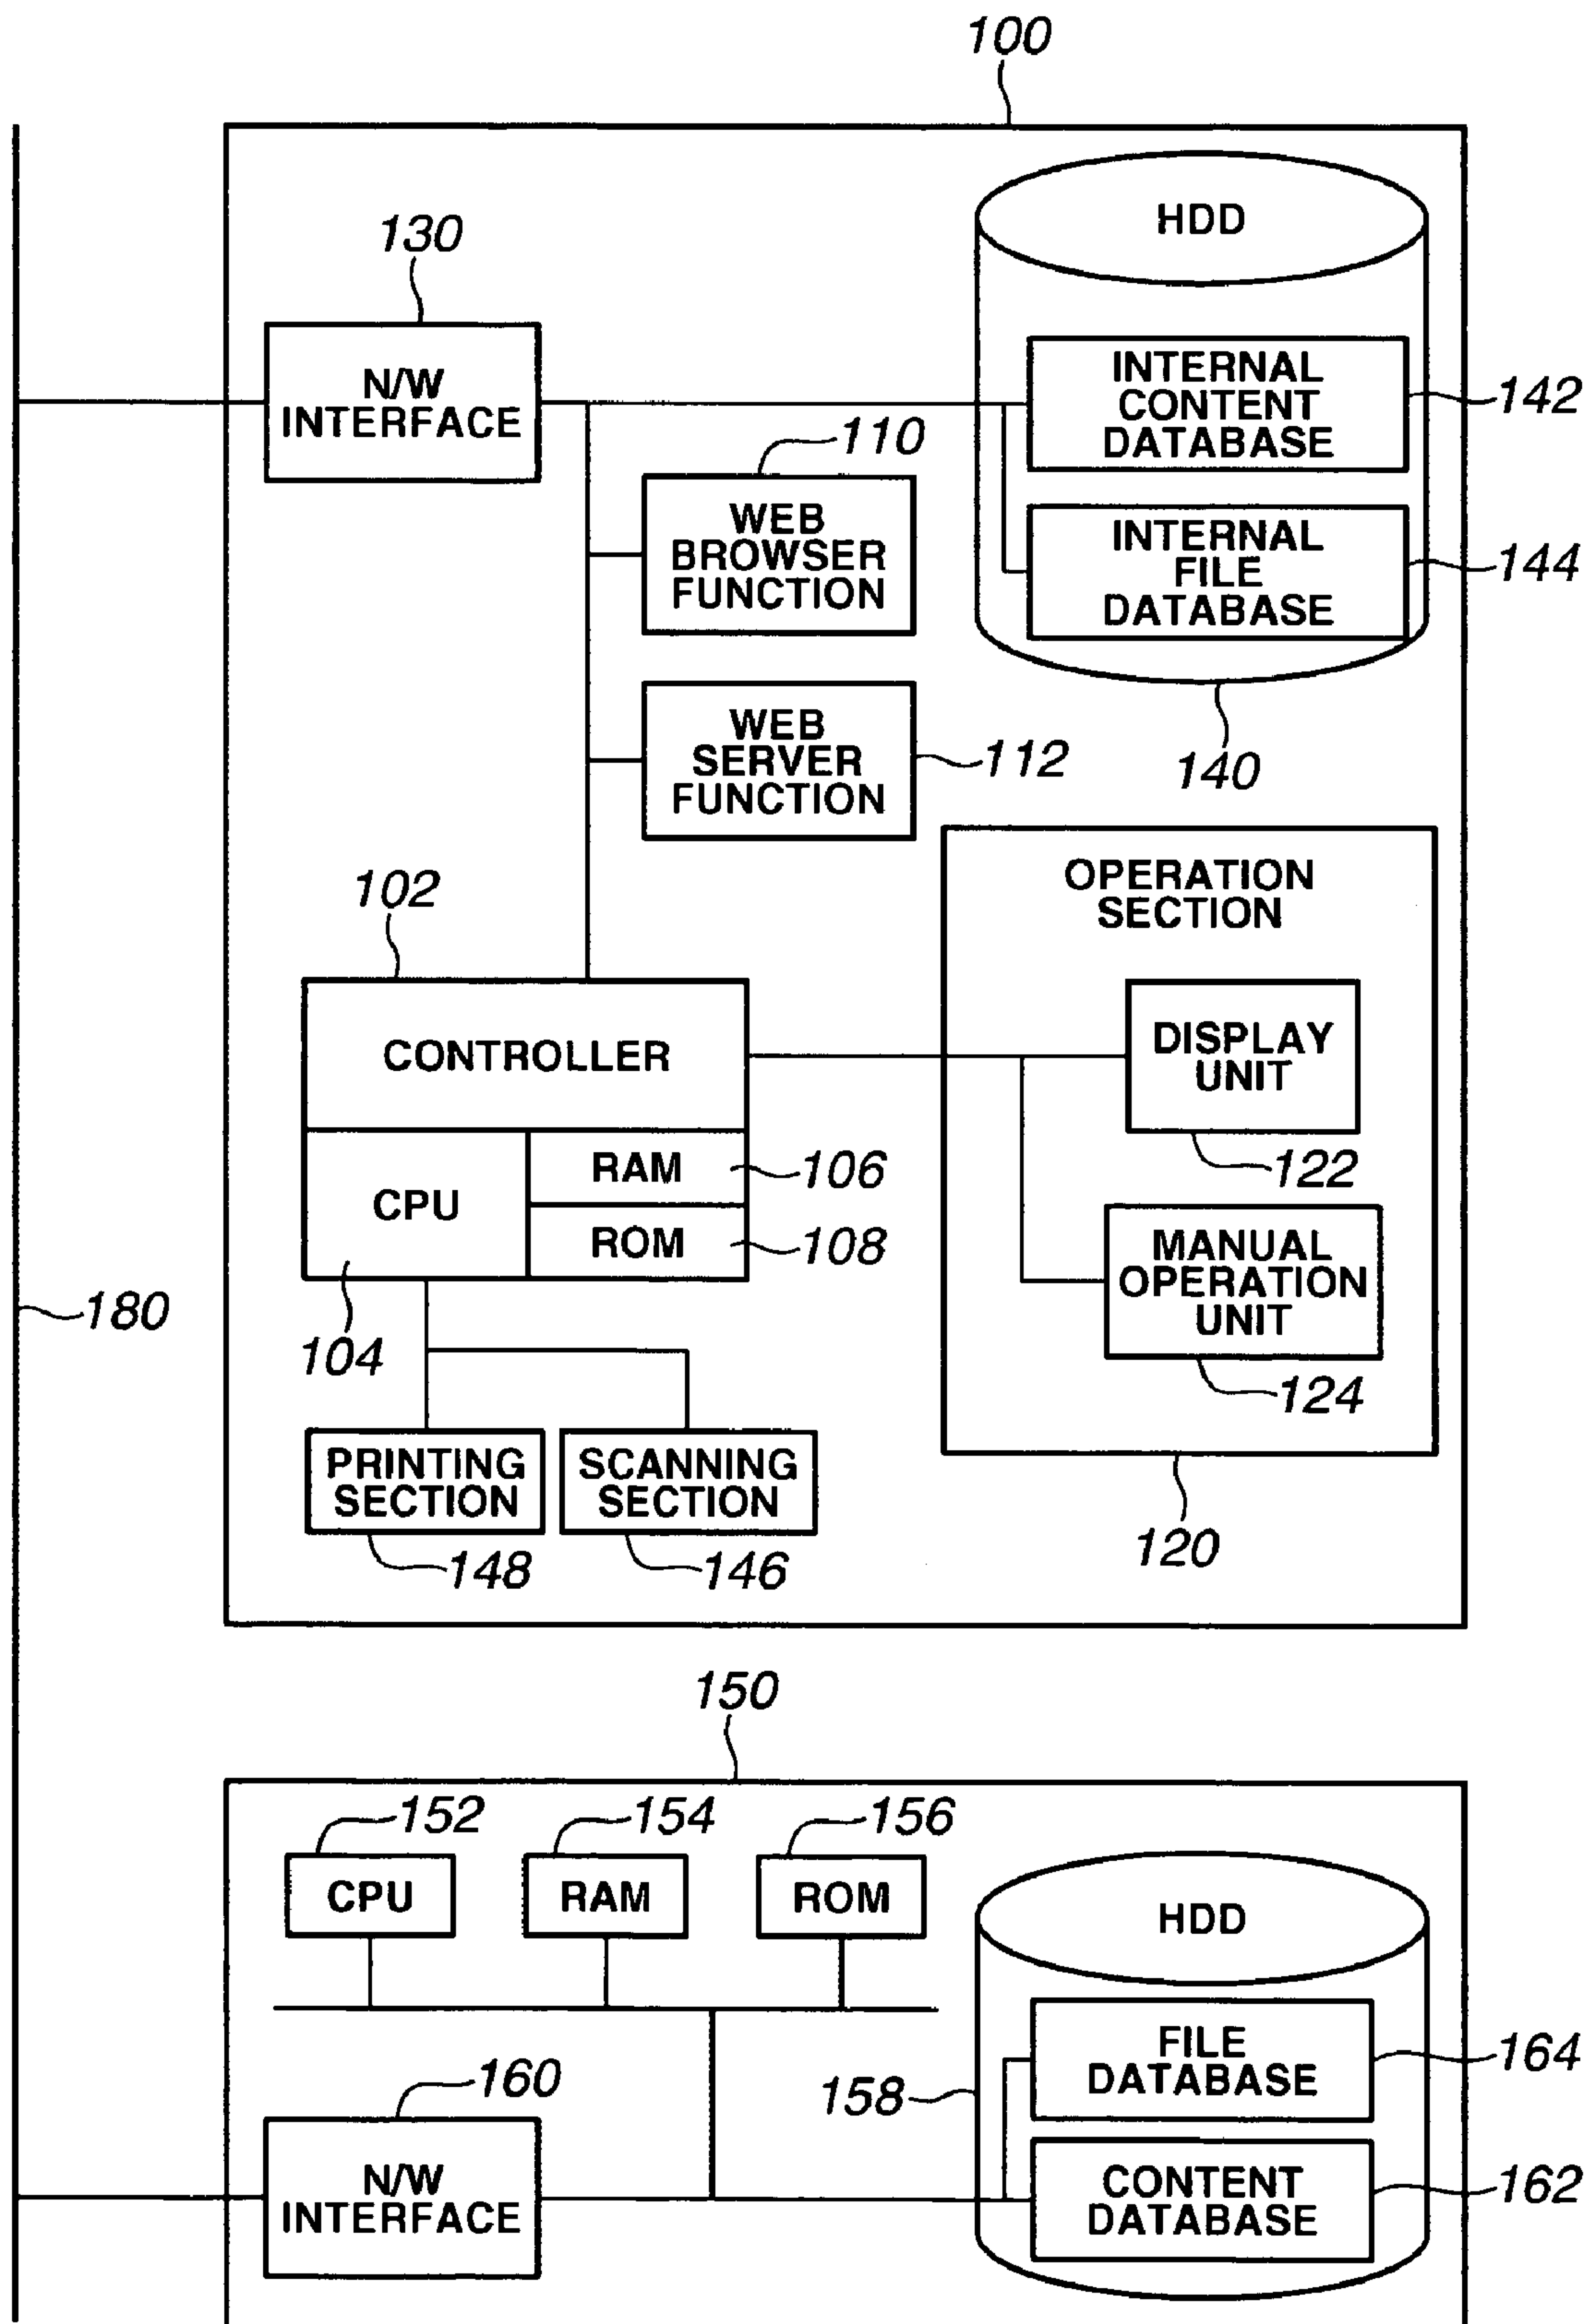 100
HDD
130
N/W
INTERFACE
INTERNAL
CONTENT
DATABASE
142
110
WEB
BROWSER
FUNCTION
INTERNAL
FILE
DATABASE
144
WEB
SERVER
FUNCTION
112
140
OPERATION
SECTION
102
CONTROLLER
DISPLAY
UNIT
122
CPU
RAM
106
ROM
108
104
MANUAL
OPERATION
UNIT
124
180
PRINTING
SECTION
148
SCANNING
SECTION
146
120
150
152
CPU
154
RAM
156
ROM
HDD
FILE
DATABASE
164
158
160
N/W
INTERFACE
CONTENT
DATABASE
162